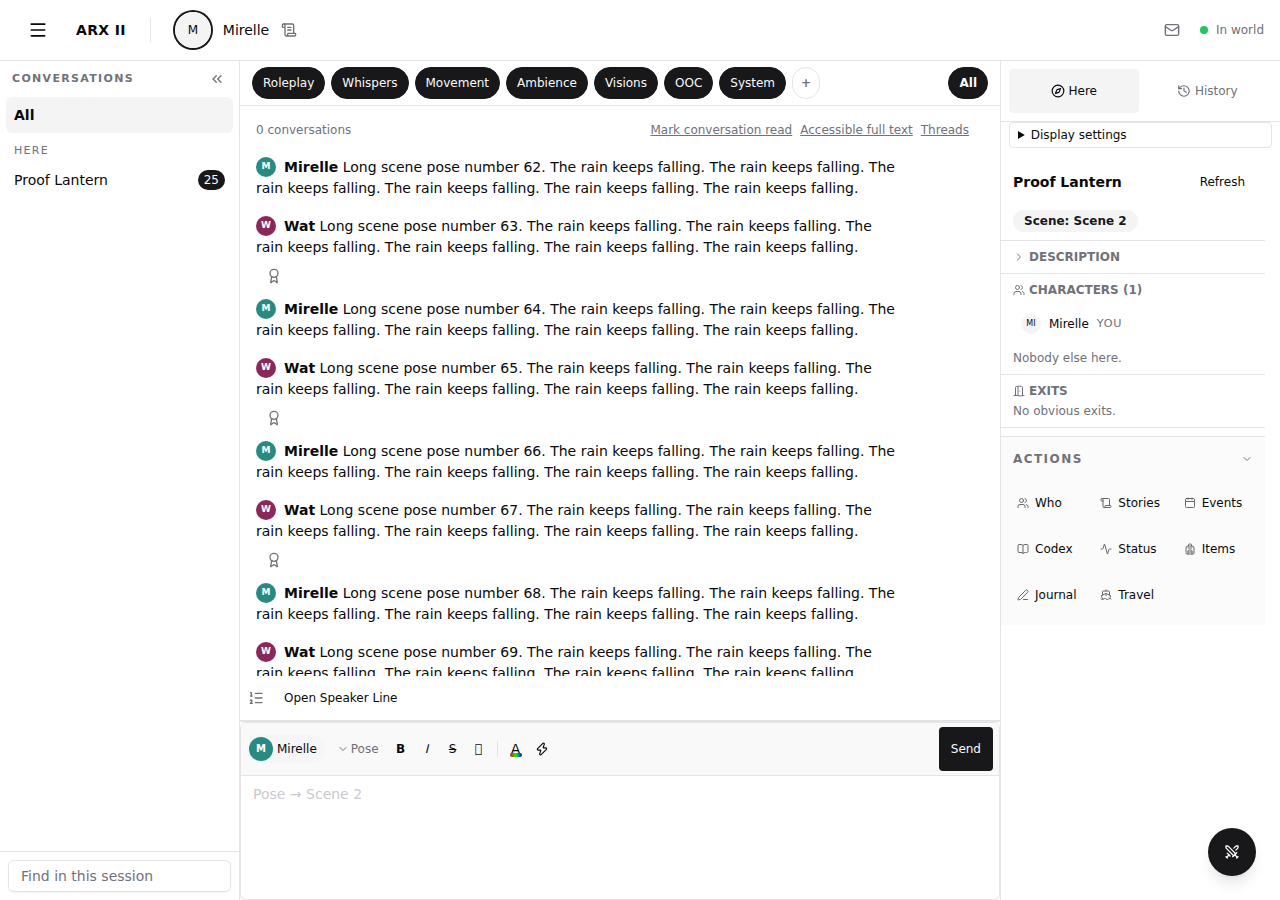 ARX II
M
Mirelle
In world
CONVERSATIONS
All
HERE
Proof Lantern
25
Find in this session
Roleplay
Whispers
Movement
Ambience
Visions
OOC
System
+
All
0 conversations
Mark conversation read
Accessible full text
Threads
M Mirelle Long scene pose number 62. The rain keeps falling. The rain keeps falling. The
rain keeps falling. The rain keeps falling. The rain keeps falling. The rain keeps falling.
W Wat Long scene pose number 63. The rain keeps falling. The rain keeps falling. The
rain keeps falling. The rain keeps falling. The rain keeps falling. The rain keeps falling.
M Mirelle Long scene pose number 64. The rain keeps falling. The rain keeps falling. The
rain keeps falling. The rain keeps falling. The rain keeps falling. The rain keeps falling.
W Wat Long scene pose number 65. The rain keeps falling. The rain keeps falling. The
rain keeps falling. The rain keeps falling. The rain keeps falling. The rain keeps falling.
M Mirelle Long scene pose number 66. The rain keeps falling. The rain keeps falling. The
rain keeps falling. The rain keeps falling. The rain keeps falling. The rain keeps falling.
W Wat Long scene pose number 67. The rain keeps falling. The rain keeps falling. The
rain keeps falling. The rain keeps falling. The rain keeps falling. The rain keeps falling.
M Mirelle Long scene pose number 68. The rain keeps falling. The rain keeps falling. The
rain keeps falling. The rain keeps falling. The rain keeps falling. The rain keeps falling.
W Wat Long scene pose number 69. The rain keeps falling. The rain keeps falling. The
rain keeps falling. The rain keeps falling. The rain keeps falling. The rain keeps falling.
Open Speaker Line
M Mirelle
Pose
B
I
S
A
Send
Pose → Scene 2
Here
History
Display settings
Proof Lantern
Refresh
Scene: Scene 2
DESCRIPTION
CHARACTERS (1)
MI Mirelle YOU
Nobody else here.
EXITS
No obvious exits.
ACTIONS
Who
Stories
Events
Codex
Status
Items
Journal
Travel